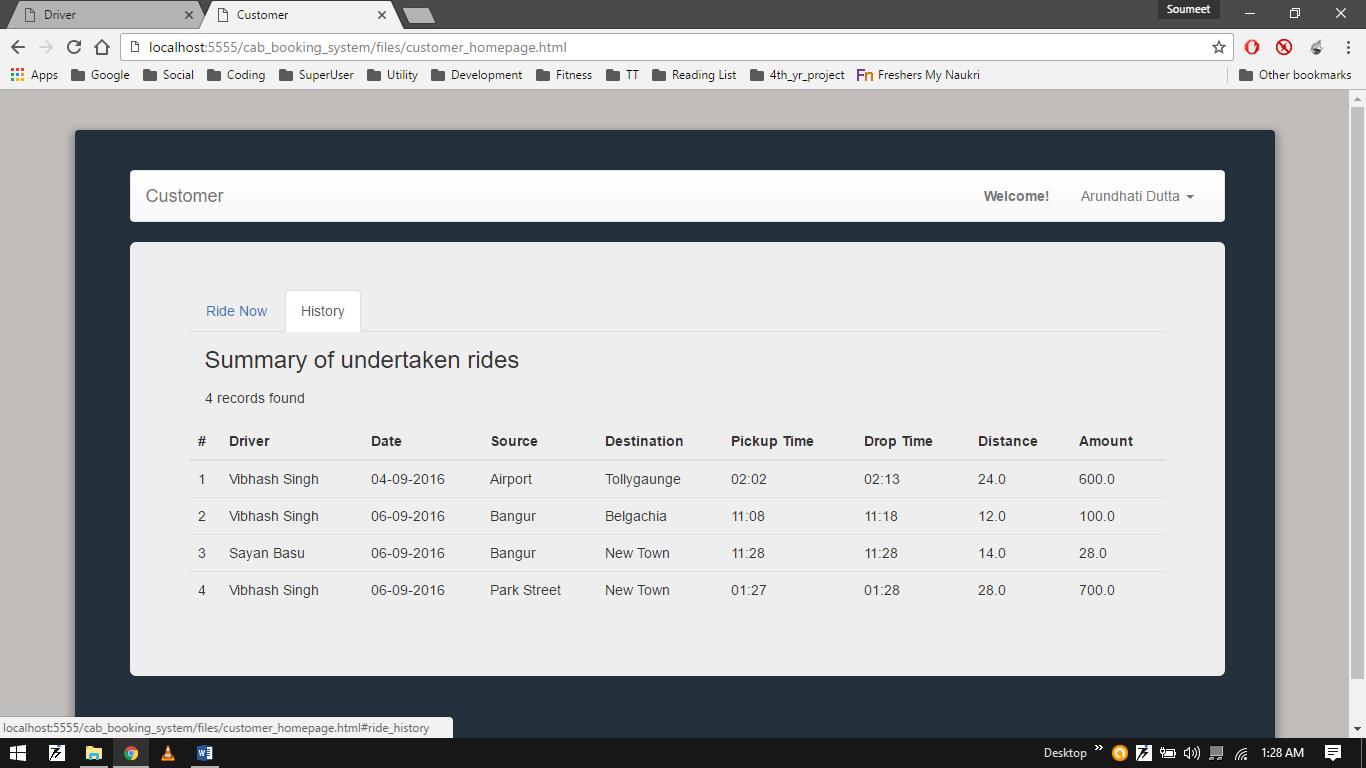 Driver
Customer
Soumeet
localhost:5555/cab_booking_system/files/customer_homepage.html
Apps Google Social Coding SuperUser Utility Development Fitness TT Reading List 4th_yr_project Fn Freshers My Naukri Other bookmarks
Customer Welcome! Arundhati Dutta
Ride Now History
Summary of undertaken rides
4 records found
# Driver Date Source Destination Pickup Time Drop Time Distance Amount
1 Vibhash Singh 04-09-2016 Airport Tollygaunge 02:02 02:13 24.0 600.0
2 Vibhash Singh 06-09-2016 Bangur Belgachia 11:08 11:18 12.0 100.0
3 Sayan Basu 06-09-2016 Bangur New Town 11:28 11:28 14.0 28.0
4 Vibhash Singh 06-09-2016 Park Street New Town 01:27 01:28 28.0 700.0
localhost:5555/cab_booking_system/files/customer_homepage.html#ride_history
Desktop 1:28 AM